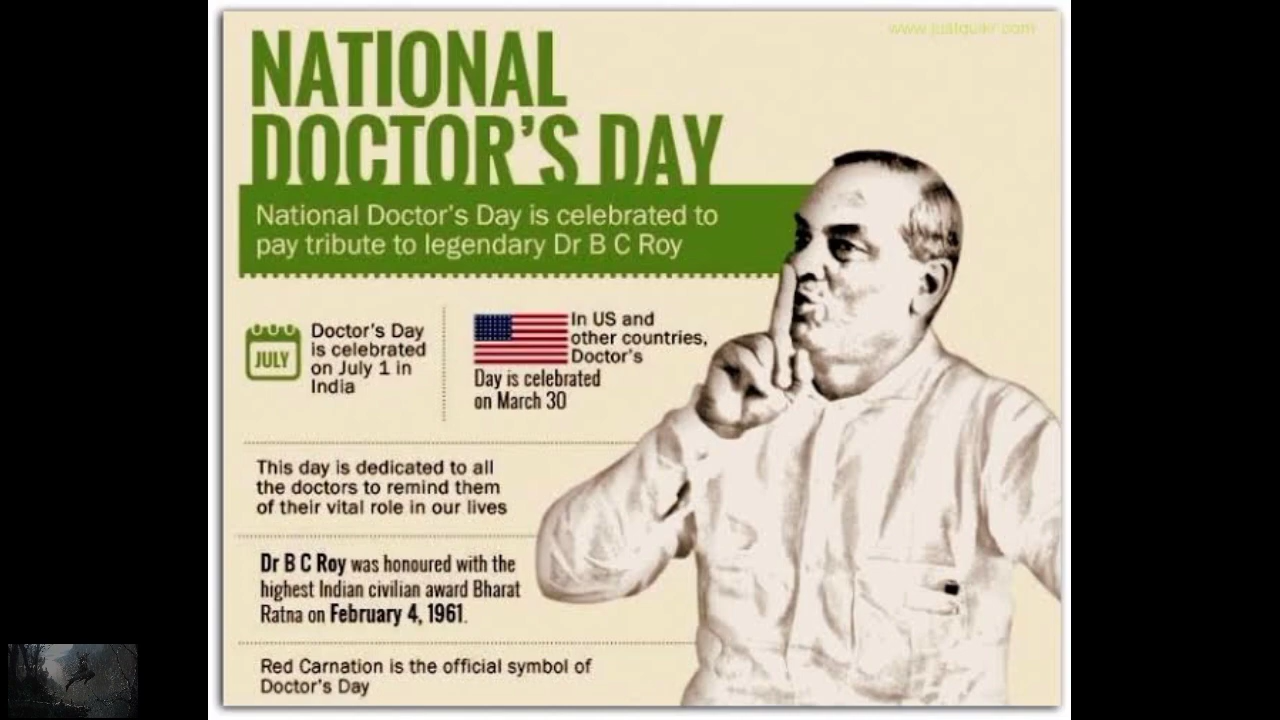 www.justquikr.com
NATIONAL
DOCTOR'S DAY
National Doctor's Day is celebrated to
pay tribute to legendary Dr B C Roy
JULY
Doctor's Day
is celebrated
on July 1 in
India
In US and
other countries,
Doctor's
Day is celebrated
on March 30
This day is dedicated to all
the doctors to remind them
of their vital role in our lives
Dr B C Roy was honoured with the
highest Indian civilian award Bharat
Ratna on February 4, 1961.
Red Carnation is the official symbol of
Doctor's Day